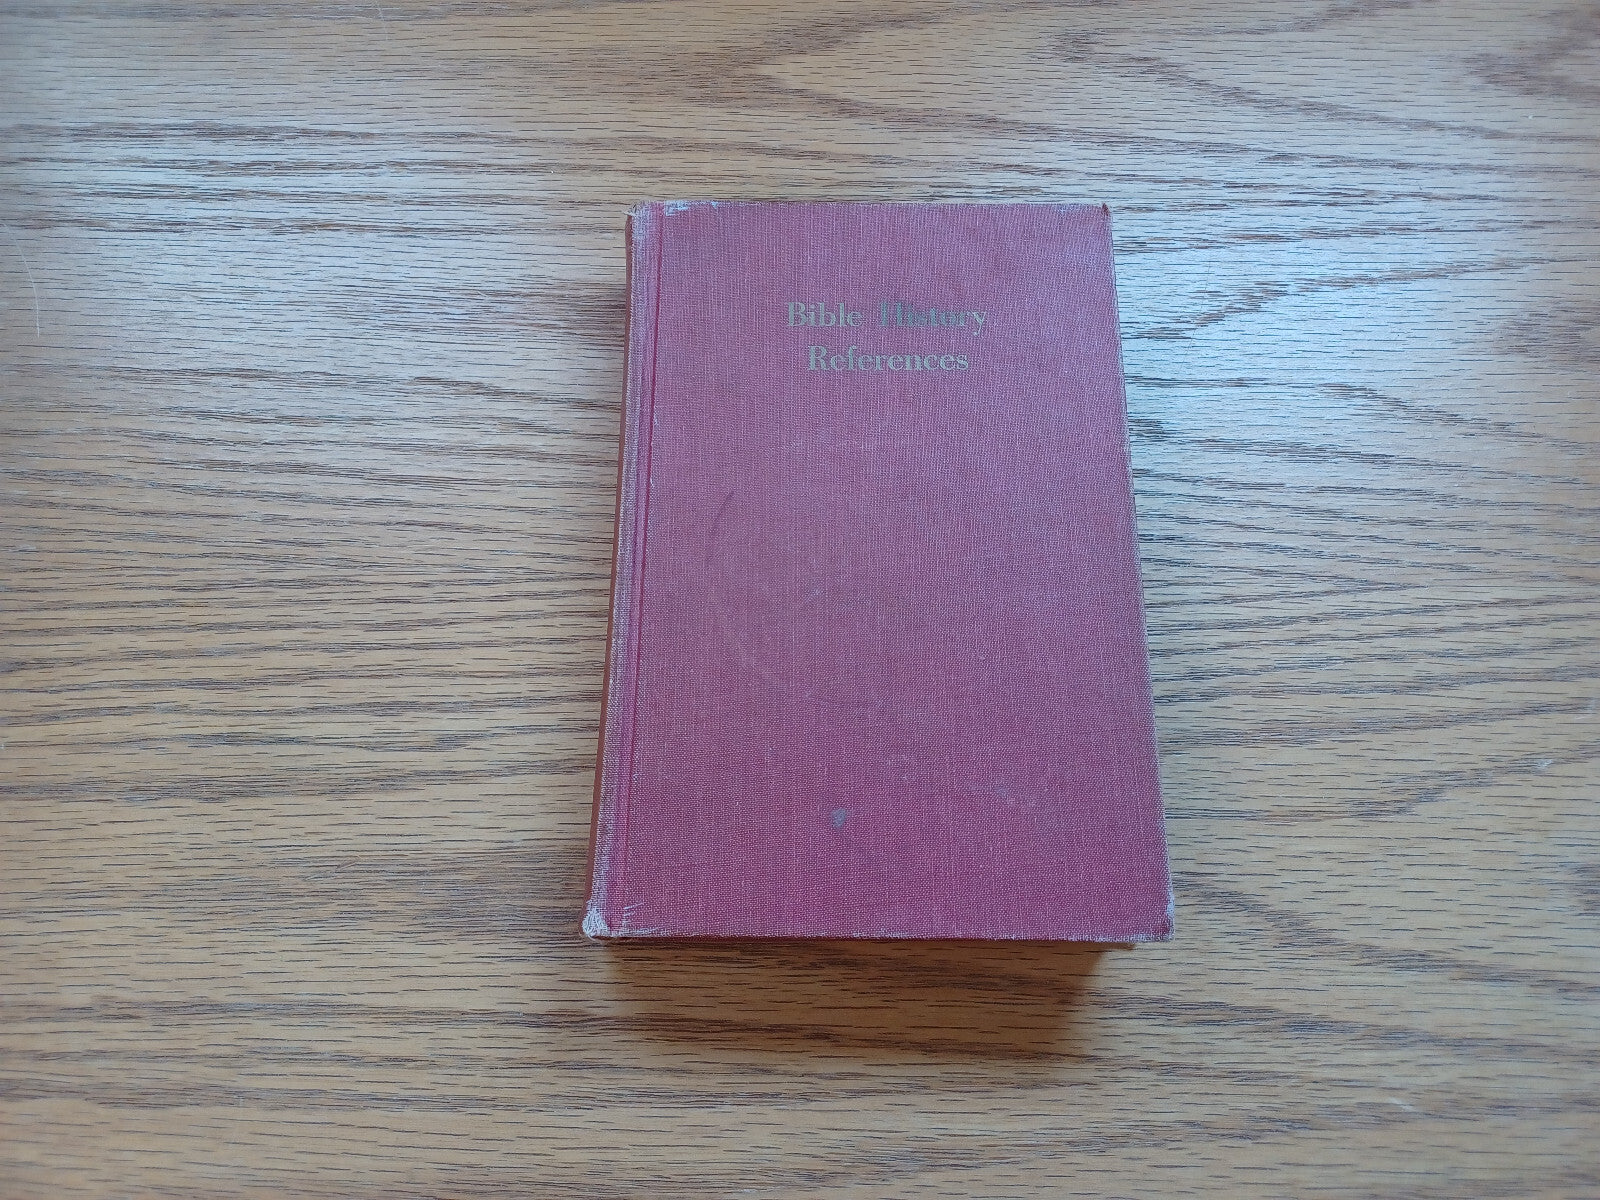 Bible History
References